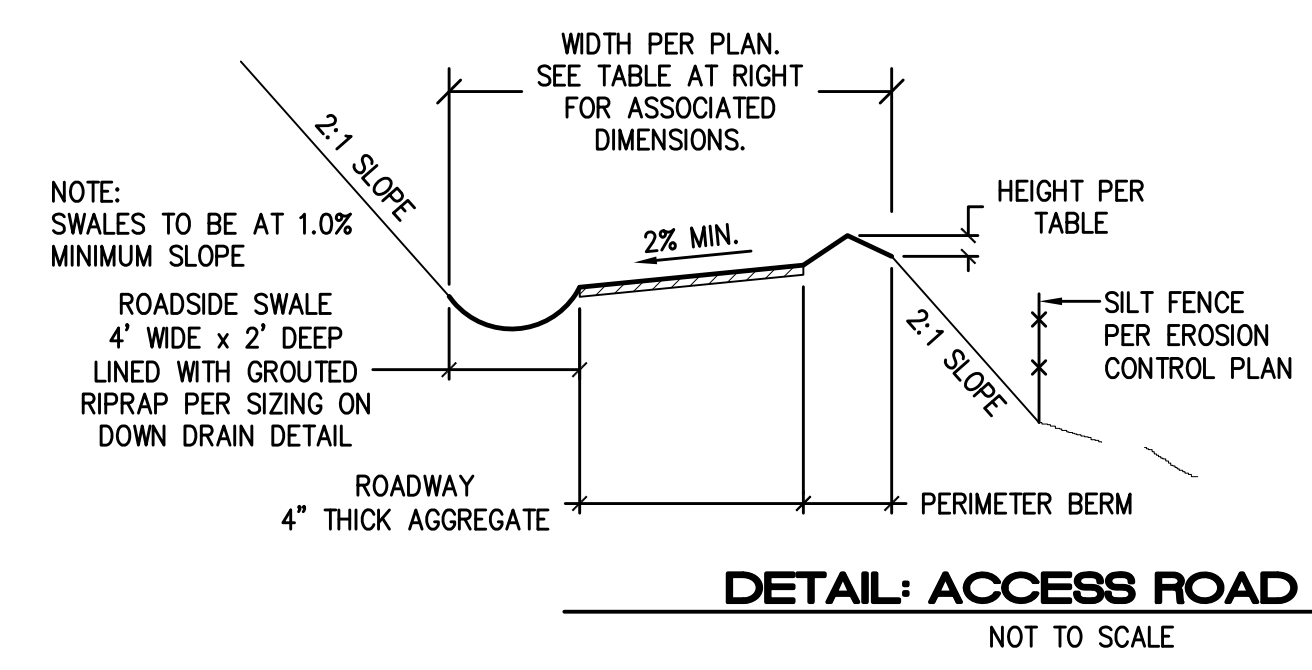 WIDTH PER PLAN.
SEE TABLE AT RIGHT
FOR ASSOCIATED
DIMENSIONS.
2:1 SLOPE
NOTE:
SWALES TO BE AT 1.0%
MINIMUM SLOPE
HEIGHT PER
TABLE
2% MIN.
ROADSIDE SWALE
4' WIDE x 2' DEEP
LINED WITH GROUTED
RIPRAP PER SIZING ON
DOWN DRAIN DETAIL
2:1 SLOPE
SILT FENCE
PER EROSION
CONTROL PLAN
ROADWAY
4" THICK AGGREGATE
PERIMETER BERM
DETAIL: ACCESS ROAD
NOT TO SCALE